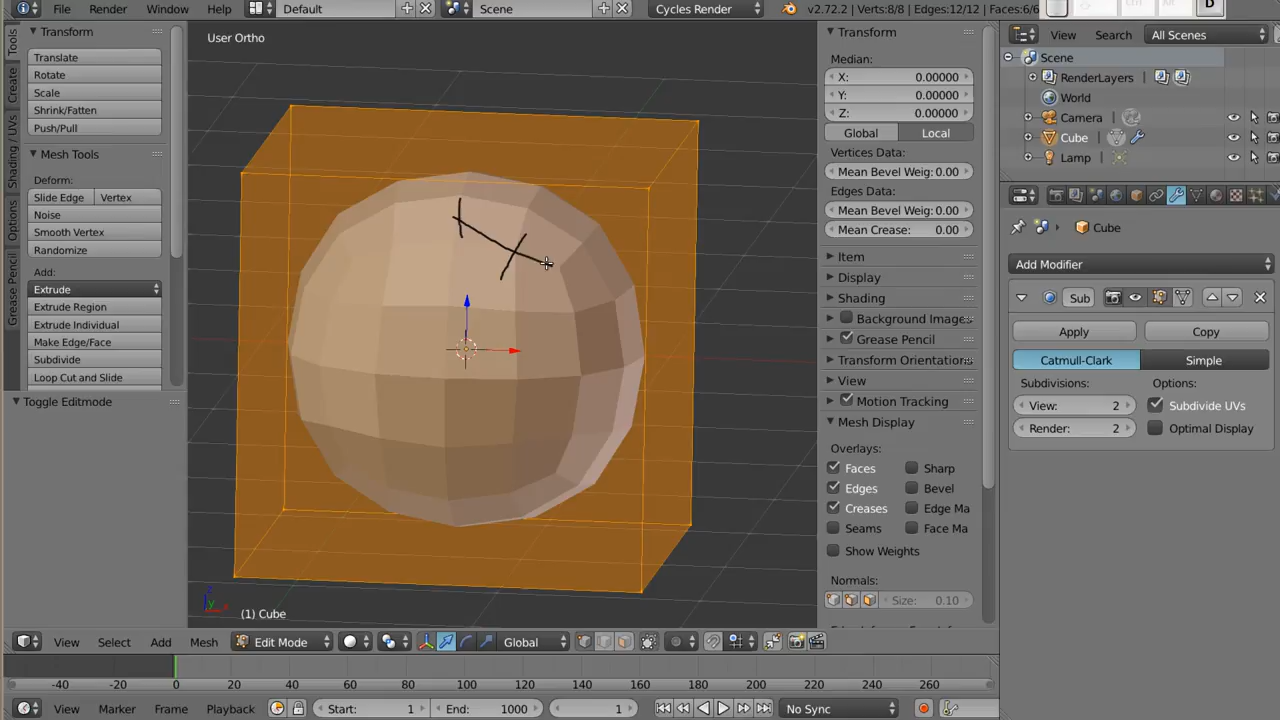 File Render Window Help Default Scene Cycles Render v2.72.2 | Verts:8/8 | Edges:12/12 | Faces:6/6
Tools
Create
Shading / UVs
Options
Grease Pencil
Transform
Translate
Rotate
Scale
Shrink/Fatten
Push/Pull
Mesh Tools
Deform:
Slide Edge Vertex
Noise
Smooth Vertex
Randomize
Add:
Extrude
Extrude Region
Extrude Individual
Make Edge/Face
Subdivide
Loop Cut and Slide
Toggle Editmode
User Ortho
(1) Cube
Transform
Median:
X: 0.00000
Y: 0.00000
Z: 0.00000
Global Local
Vertices Data:
Mean Bevel Weig: 0.00
Edges Data:
Mean Bevel Weig: 0.00
Mean Crease: 0.00
Item
Display
Shading
Background Images
Grease Pencil
Transform Orientations
View
Motion Tracking
Mesh Display
Overlays:
Faces Sharp
Edges Bevel
Creases Edge Ma
Seams Face Ma
Show Weights
Normals:
Size: 0.10
View Search All Scenes
Scene
RenderLayers
World
Camera
Cube
Lamp
Cube
Add Modifier
Sub
Apply Copy
Catmull-Clark Simple
Subdivisions: Options:
View: 2 Subdivide UVs
Render: 2 Optimal Display
View Select Add Mesh Edit Mode Global
-40 -20 0 20 40 60 80 100 120 140 160 180 200 220 240 260
View Marker Frame Playback Start: 1 End: 1000 1 No Sync